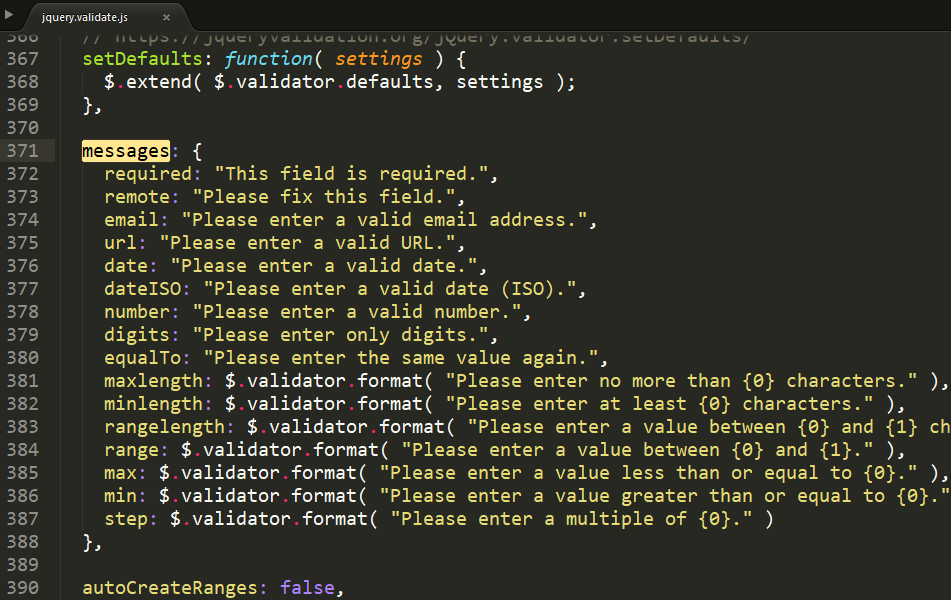 jquery.validate.js ×
366 // https://jqueryvalidation.org/jQuery.validator.setDefaults/
367 setDefaults: function( settings ) {
368 $.extend( $.validator.defaults, settings );
369 },
370
371 messages: {
372 required: "This field is required.",
373 remote: "Please fix this field.",
374 email: "Please enter a valid email address.",
375 url: "Please enter a valid URL.",
376 date: "Please enter a valid date.",
377 dateISO: "Please enter a valid date (ISO).",
378 number: "Please enter a valid number.",
379 digits: "Please enter only digits.",
380 equalTo: "Please enter the same value again.",
381 maxlength: $.validator.format( "Please enter no more than {0} characters." ),
382 minlength: $.validator.format( "Please enter at least {0} characters." ),
383 rangelength: $.validator.format( "Please enter a value between {0} and {1} ch
384 range: $.validator.format( "Please enter a value between {0} and {1}." ),
385 max: $.validator.format( "Please enter a value less than or equal to {0}." ),
386 min: $.validator.format( "Please enter a value greater than or equal to {0}."
387 step: $.validator.format( "Please enter a multiple of {0}." )
388 },
389
390 autoCreateRanges: false,